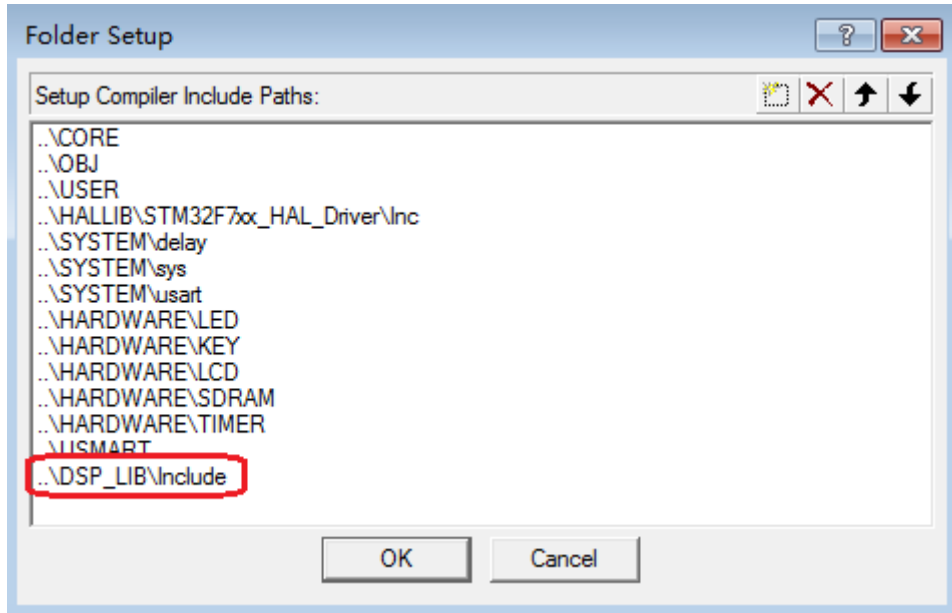 Folder Setup
Setup Compiler Include Paths:
..\CORE
..\OBJ
..\USER
..\HALLIB\STM32F7xx_HAL_Driver\Inc
..\SYSTEM\delay
..\SYSTEM\sys
..\SYSTEM\usart
..\HARDWARE\LED
..\HARDWARE\KEY
..\HARDWARE\LCD
..\HARDWARE\SDRAM
..\HARDWARE\TIMER
..\USMART
..\DSP_LIB\Include
OK Cancel